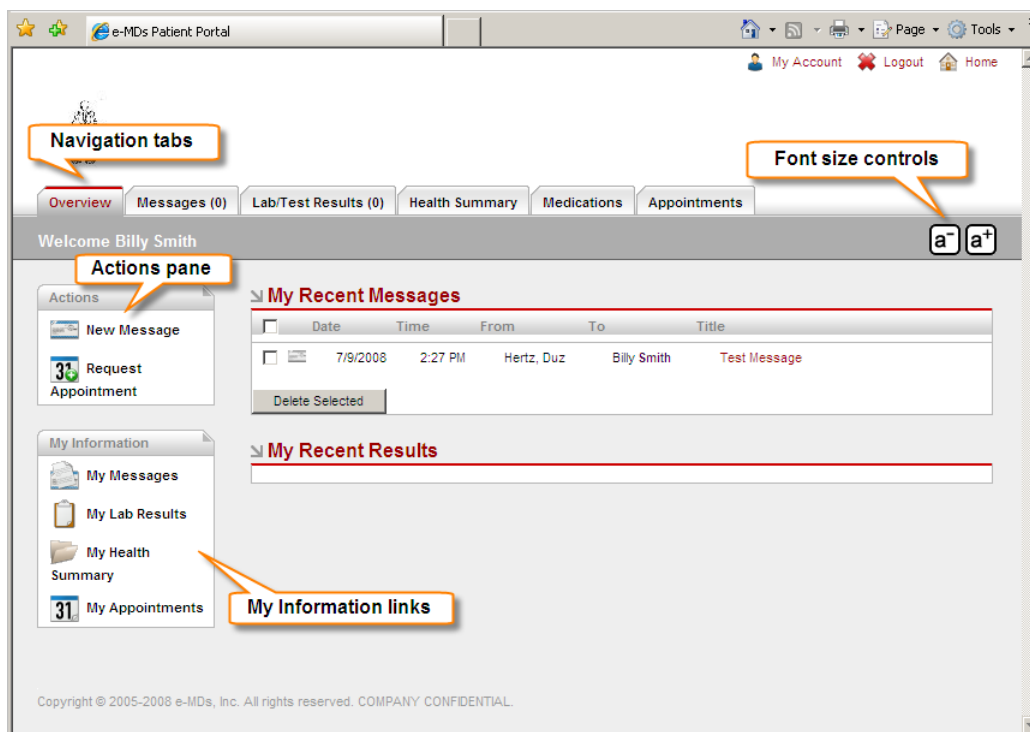 e-MDs Patient Portal
Page
Tools
My Account Logout Home
Navigation tabs
Font size controls
Overview Messages (0) Lab/Test Results (0) Health Summary Medications Appointments
Welcome Billy Smith
a- a+
Actions pane
Actions
New Message
31 Request
Appointment
My Recent Messages
Date Time From To Title
7/9/2008 2:27 PM Hertz, Duz Billy Smith Test Message
Delete Selected
My Information
My Messages
My Lab Results
My Health
Summary
31 My Appointments
My Information links
My Recent Results
Copyright © 2005-2008 e-MDs, Inc. All rights reserved. COMPANY CONFIDENTIAL.